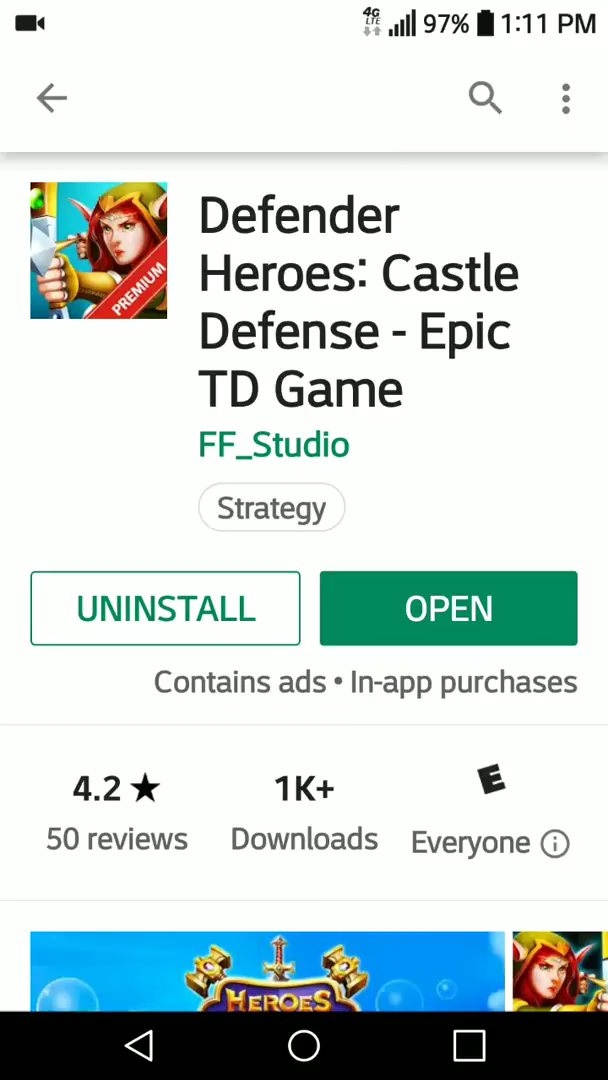 4G LTE 97% 1:11 PM
PREMIUM
Defender
Heroes: Castle
Defense - Epic
TD Game
FF_Studio
Strategy
UNINSTALL OPEN
Contains ads • In-app purchases
4.2 ★ 1K+ E
50 reviews Downloads Everyone
HEROES